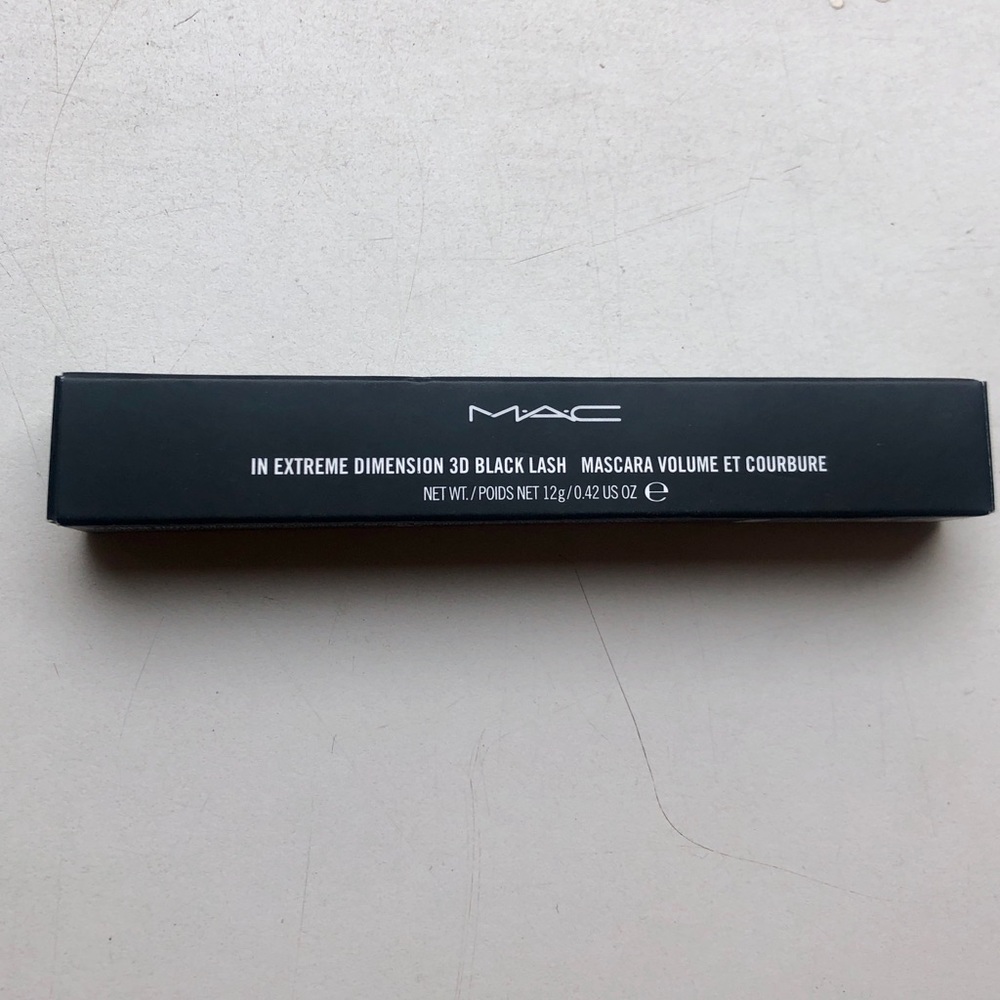 M·A·C
IN EXTREME DIMENSION 3D BLACK LASH MASCARA VOLUME ET COURBURE
NET WT. / POIDS NET 12g / 0.42 US OZ ℮